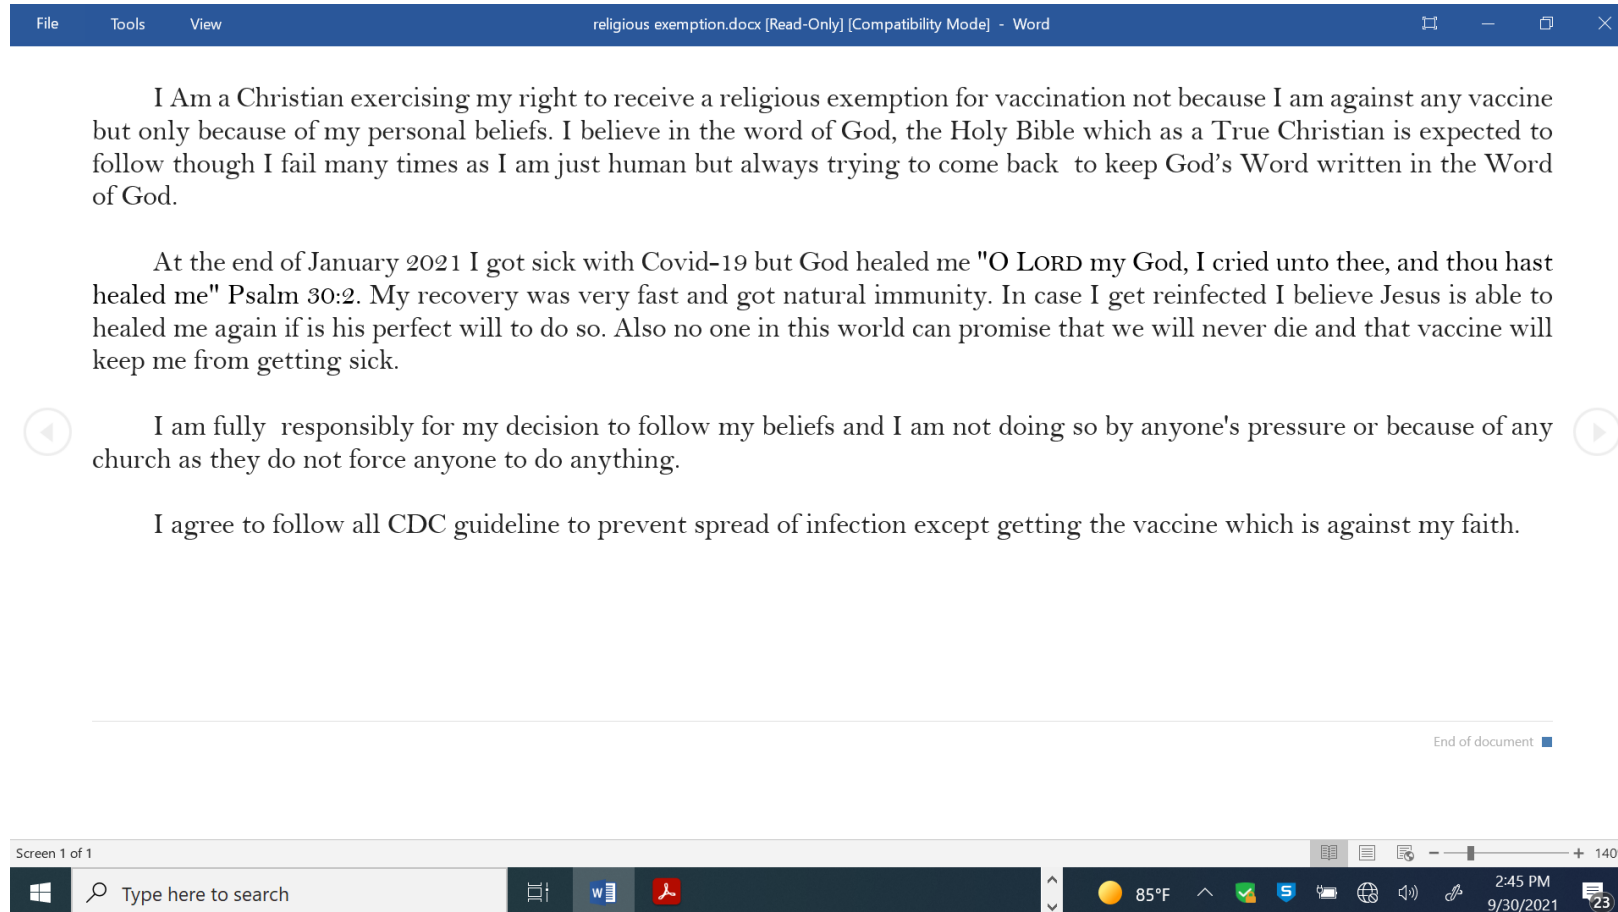 File Tools View religious exemption.docx [Read-Only] [Compatibility Mode] - Word
I Am a Christian exercising my right to receive a religious exemption for vaccination not because I am against any vaccine
but only because of my personal beliefs. I believe in the word of God, the Holy Bible which as a True Christian is expected to
follow though I fail many times as I am just human but always trying to come back  to keep God's Word written in the Word
of God.
At the end of January 2021 I got sick with Covid-19 but God healed me "O LORD my God, I cried unto thee, and thou hast
healed me" Psalm 30:2. My recovery was very fast and got natural immunity. In case I get reinfected I believe Jesus is able to
healed me again if is his perfect will to do so. Also no one in this world can promise that we will never die and that vaccine will
keep me from getting sick.
I am fully  responsibly for my decision to follow my beliefs and I am not doing so by anyone's pressure or because of any
church as they do not force anyone to do anything.
I agree to follow all CDC guideline to prevent spread of infection except getting the vaccine which is against my faith.
End of document
Screen 1 of 1
140
Type here to search
W
85°F
S
2:45 PM
9/30/2021
23